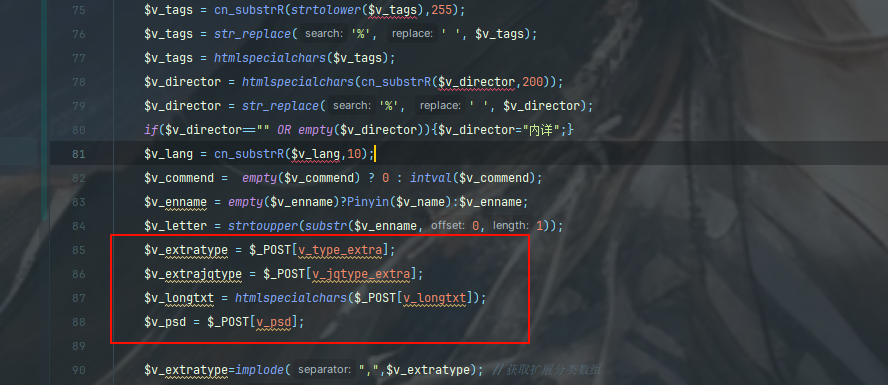 75 $v_tags = cn_substrR(strtolower($v_tags),255);
76 $v_tags = str_replace( search: '%', replace: ' ', $v_tags);
77 $v_tags = htmlspecialchars($v_tags);
78 $v_director = htmlspecialchars(cn_substrR($v_director,200));
79 $v_director = str_replace( search: '%', replace: ' ', $v_director);
80 if($v_director=="" OR empty($v_director)){$v_director="内详";}
81 $v_lang = cn_substrR($v_lang,10);
82 $v_commend = empty($v_commend) ? 0 : intval($v_commend);
83 $v_enname = empty($v_enname)?Pinyin($v_name):$v_enname;
84 $v_letter = strtoupper(substr($v_enname, offset: 0, length: 1));
85 $v_extratype = $_POST[v_type_extra];
86 $v_extrajqtype = $_POST[v_jqtype_extra];
87 $v_longtxt = htmlspecialchars($_POST[v_longtxt]);
88 $v_psd = $_POST[v_psd];
89
90 $v_extratype=implode( separator: ",",$v_extratype); //获取扩展分类数组